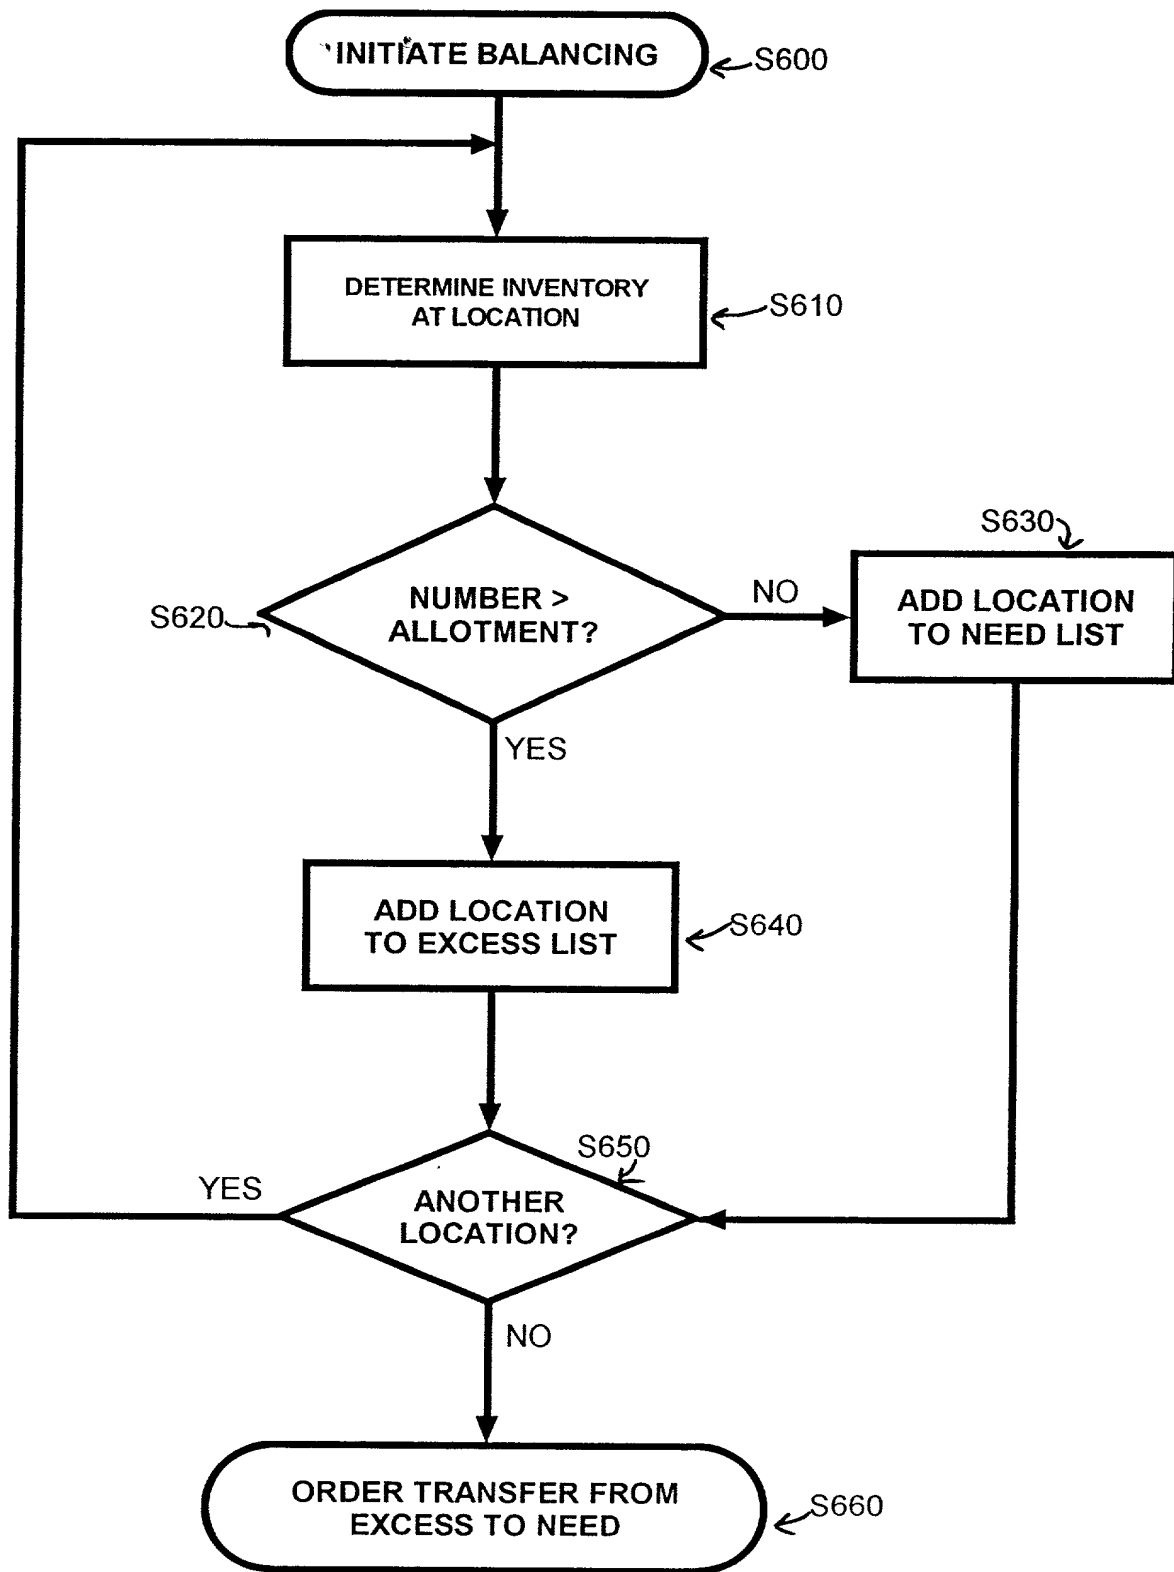 INITIATE BALANCING
S600
DETERMINE INVENTORY
AT LOCATION
S610
NUMBER >
ALLOTMENT?
S620
NO
S630
ADD LOCATION
TO NEED LIST
YES
ADD LOCATION
TO EXCESS LIST
S640
S650
YES
ANOTHER
LOCATION?
NO
ORDER TRANSFER FROM
EXCESS TO NEED
S660